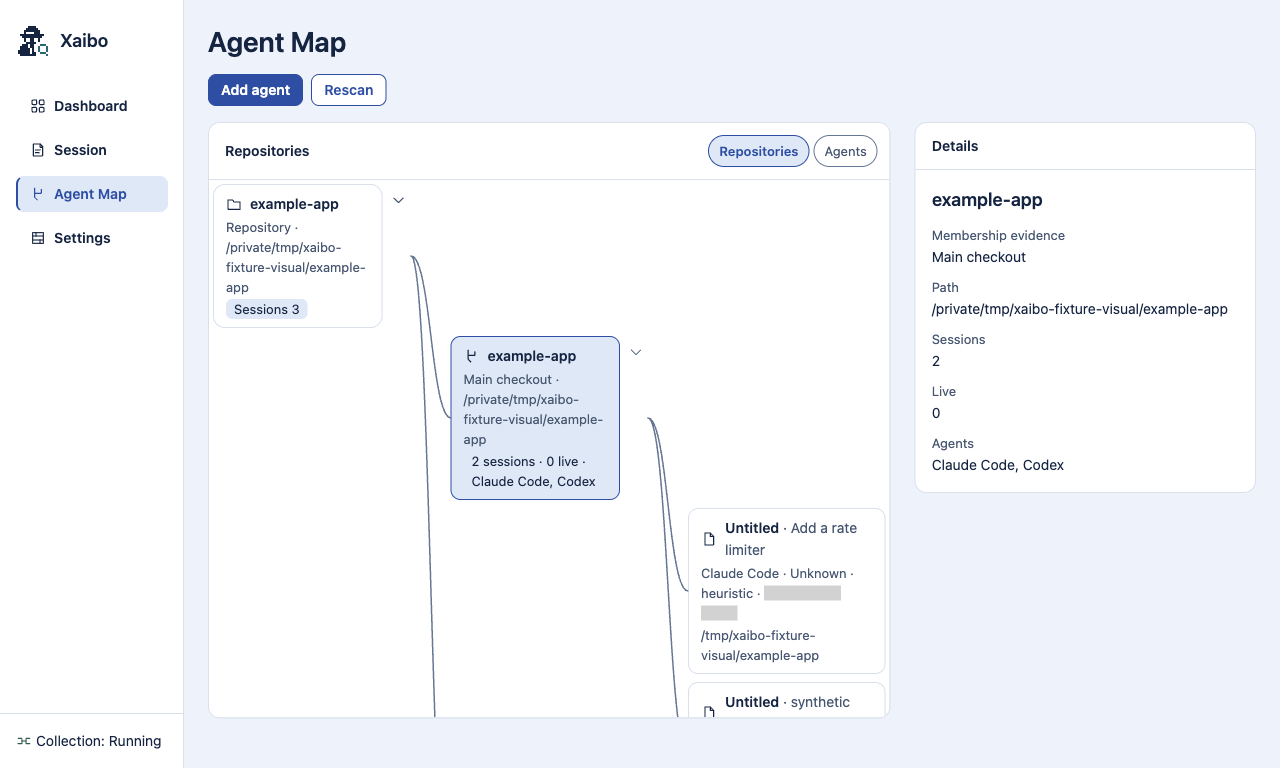 Xaibo
Dashboard
Session
Agent Map
Settings
Collection: Running
Agent Map
Add agent
Rescan
Repositories
Repositories
Agents
example-app
Repository ·
/private/tmp/xaibo-
fixture-visual/example-
app
Sessions 3
example-app
Main checkout ·
/private/tmp/xaibo-
fixture-visual/example-
app
2 sessions · 0 live ·
Claude Code, Codex
Untitled · Add a rate
limiter
Claude Code · Unknown ·
heuristic ·
/tmp/xaibo-fixture-
visual/example-app
Untitled · synthetic
Details
example-app
Membership evidence
Main checkout
Path
/private/tmp/xaibo-fixture-visual/example-app
Sessions
2
Live
0
Agents
Claude Code, Codex